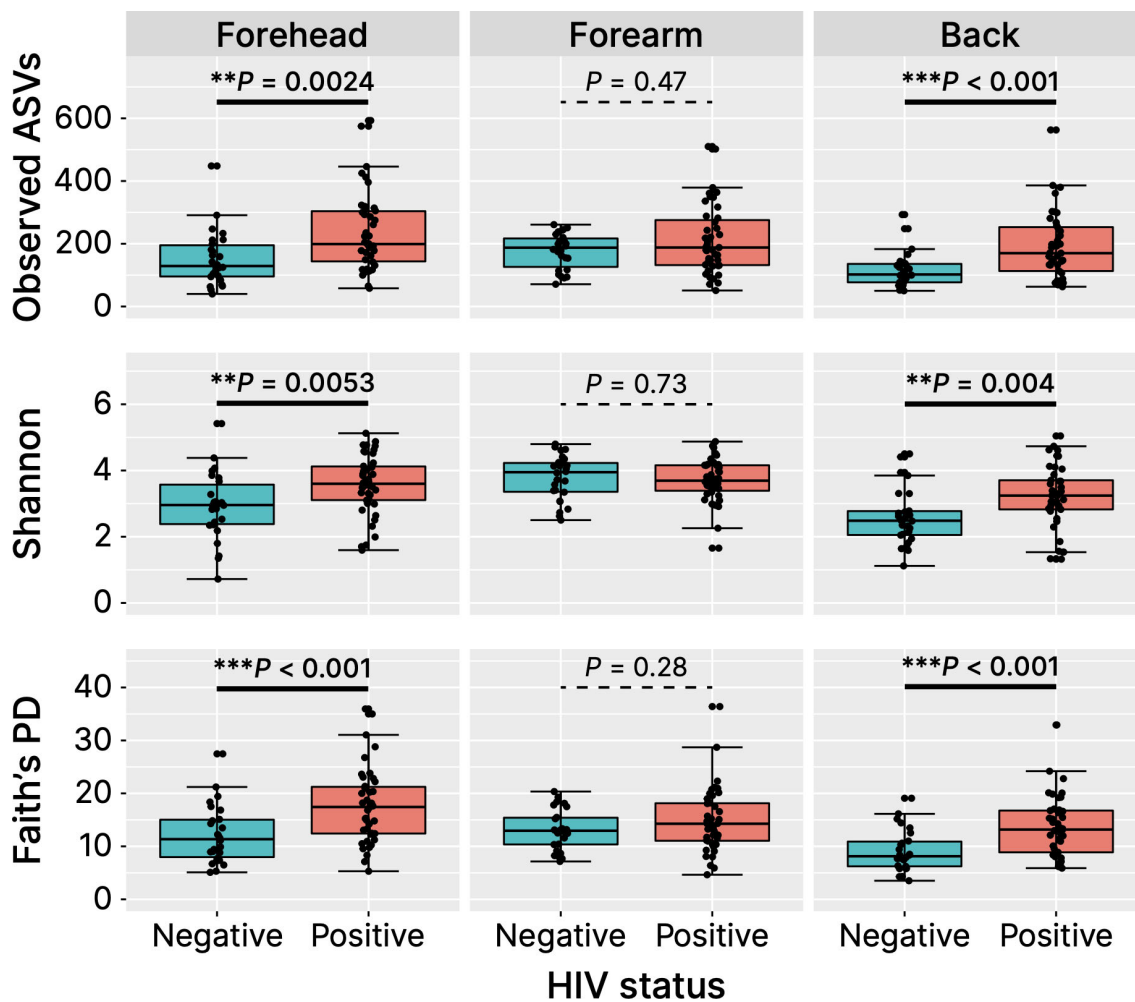 Forehead Forearm Back
Observed ASVs
**P = 0.0024 P = 0.47 ***P < 0.001
600
400
200
0
Shannon
**P = 0.0053 P = 0.73 **P = 0.004
6
4
2
0
Faith's PD
***P < 0.001 P = 0.28 ***P < 0.001
40
30
20
10
0
Negative Positive Negative Positive Negative Positive
HIV status